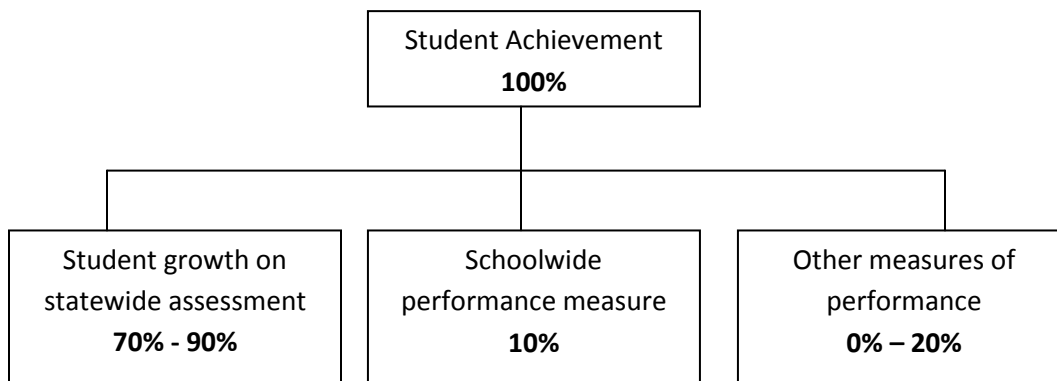 Student Achievement
100%
Student growth on
statewide assessment
70% - 90%
Schoolwide
performance measure
10%
Other measures of
performance
0% – 20%